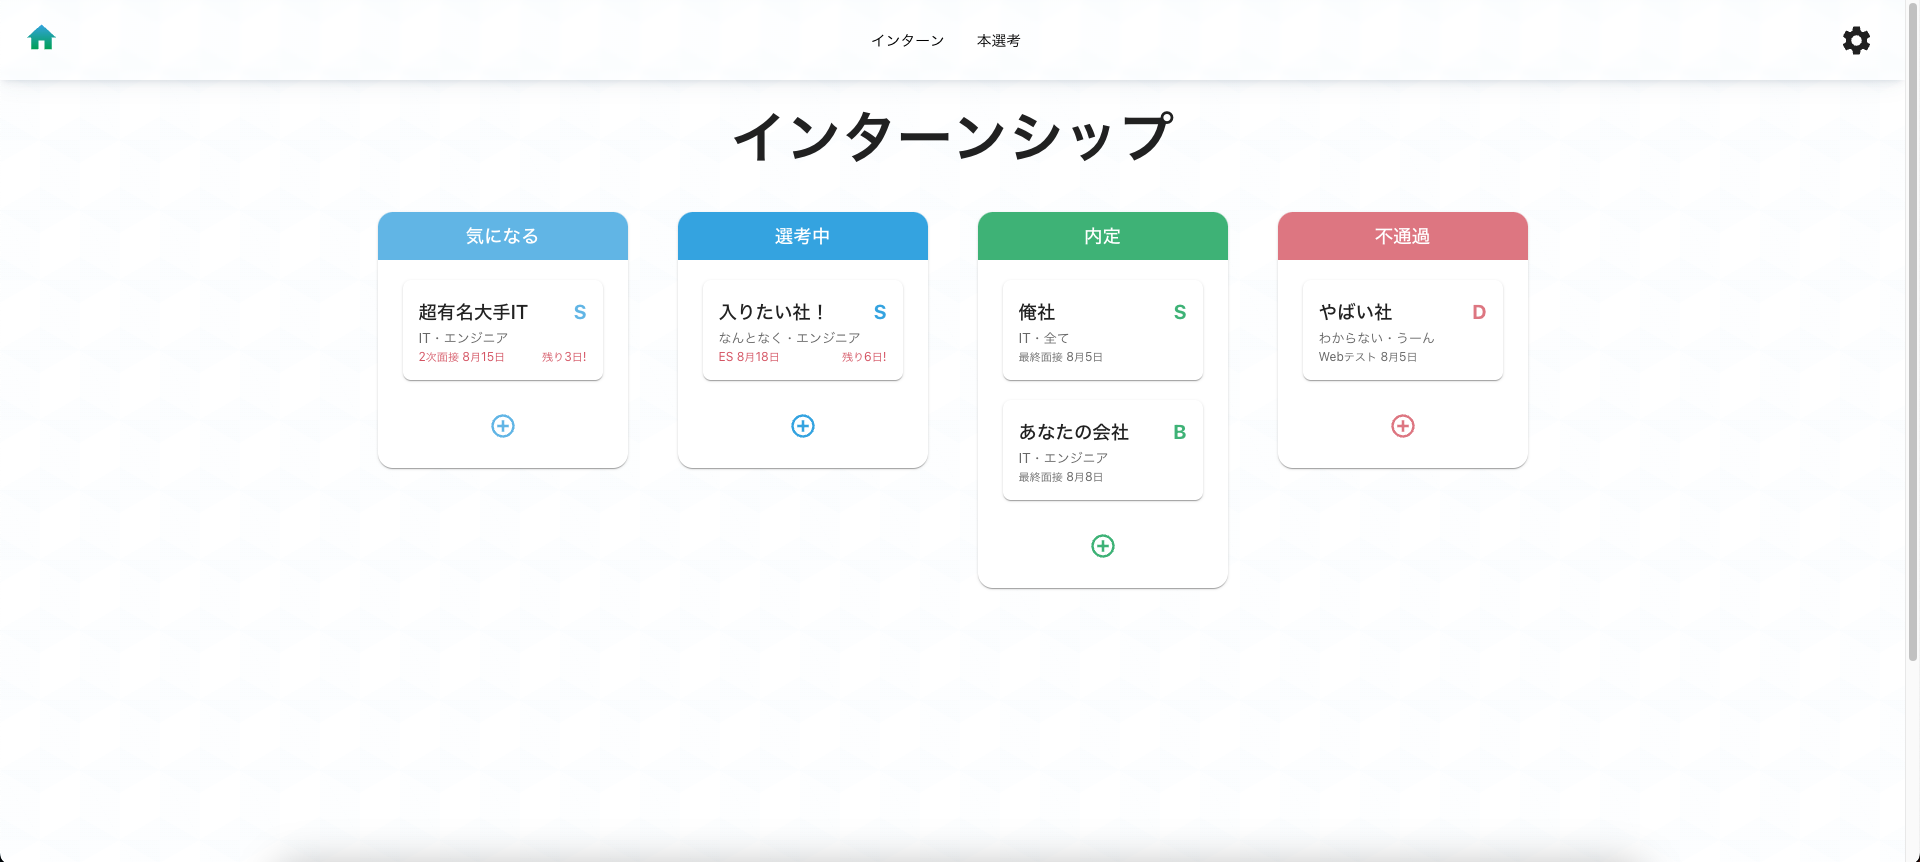 インターン
本選考
インターンシップ
気になる
超有名大手IT
S
IT・エンジニア
2次面接 8月15日
残り3日!
選考中
入りたい社！
S
なんとなく・エンジニア
ES 8月18日
残り6日!
内定
俺社
S
IT・全て
最終面接 8月5日
あなたの会社
B
IT・エンジニア
最終面接 8月8日
不通過
やばい社
D
わからない・うーん
Webテスト 8月5日